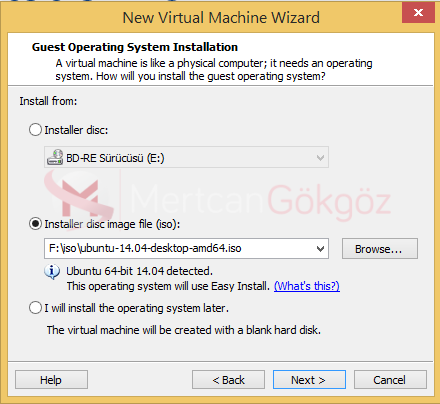 New Virtual Machine Wizard
Guest Operating System Installation
A virtual machine is like a physical computer; it needs an operating
system. How will you install the guest operating system?
Install from:
Installer disc:
BD-RE Sürücüsü (E:)
Mertcan Gökgöz
Installer disc image file (iso):
F:\iso\ubuntu-14.04-desktop-amd64.iso
Browse...
Ubuntu 64-bit 14.04 detected.
This operating system will use Easy Install. (What's this?)
I will install the operating system later.
The virtual machine will be created with a blank hard disk.
Help < Back Next > Cancel